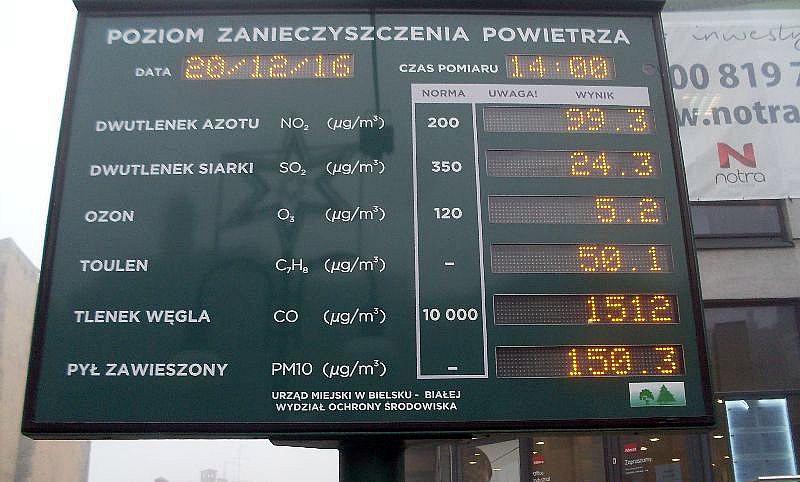 POZIOM ZANIECZYSZCZENIA POWIETRZA
DATA 20/12/16 CZAS POMIARU 14:00
NORMA UWAGA! WYNIK
DWUTLENEK AZOTU NO₂ (µg/m³) 200 99.3
DWUTLENEK SIARKI SO₂ (µg/m³) 350 24.3
OZON O₃ (µg/m³) 120 5.2
TOULEN C₇H₈ (µg/m³) – 50.1
TLENEK WĘGLA CO (µg/m³) 10 000 1512
PYŁ ZAWIESZONY PM10 (µg/m³) – 150.3
URZĄD MIEJSKI W BIELSKU - BIAŁEJ
WYDZIAŁ OCHRONY ŚRODOWISKA
inwesty
00 819 7
w.notra
N
notra
Zapraszamy